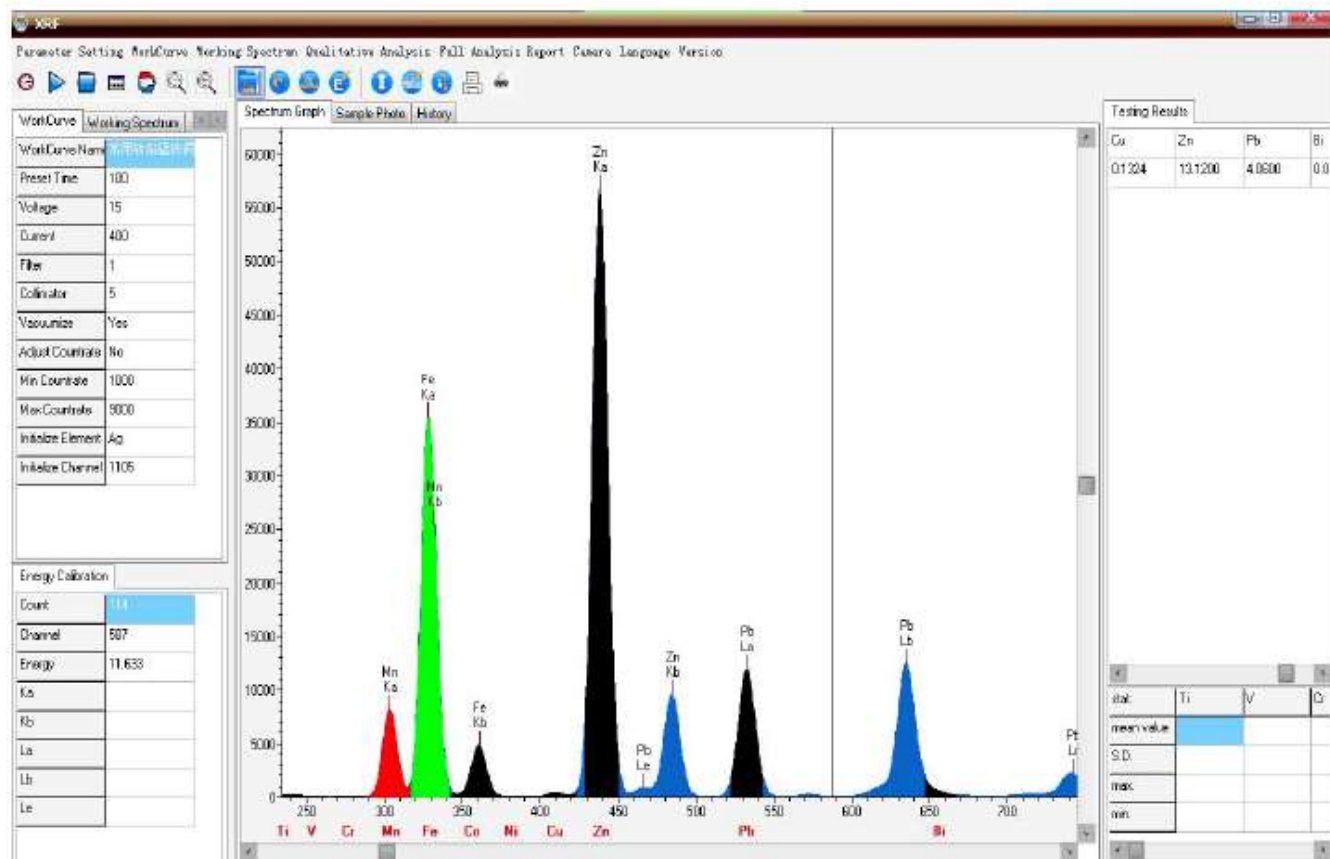 XRF
Parameter Setting WorkCurve Working Spectrum Qualitative Analysis Full Analysis Report Camera language Version
WorkCurve Working Spectrum
WorkCurve Name
Preset Time 100
Voltage 15
Current 400
Filter 1
Collimator 5
Vacuumize Yes
Adjust Countrate No
Min Countrate 1000
Max Countrate 9000
Initialize Element Ag
Initialize Channel 1105
Energy Calibration
Count 114
Channel 587
Energy 11.633
Ka
Kb
La
Lb
Le
Spectrum Graph Sample Photo History
60000
55000
50000
45000
40000
35000
30000
25000
20000
15000
10000
5000
0
Zn
Ka
Fe
Ka
Mn
Kb
Mn
Ka
Fe
Kb
Pb
Le
Zn
Kb
Pb
La
Pb
Lb
250 300 350 400 450 500 550 600 650 700
Ti V Cr Mn Fe Co Ni Cu Zn Pb Bi
Testing Results
Cu Zn Pb Bi
0.1324 13.1200 4.0600 0.0
stat. Ti V Cr
mean value
S.D.
max.
min.